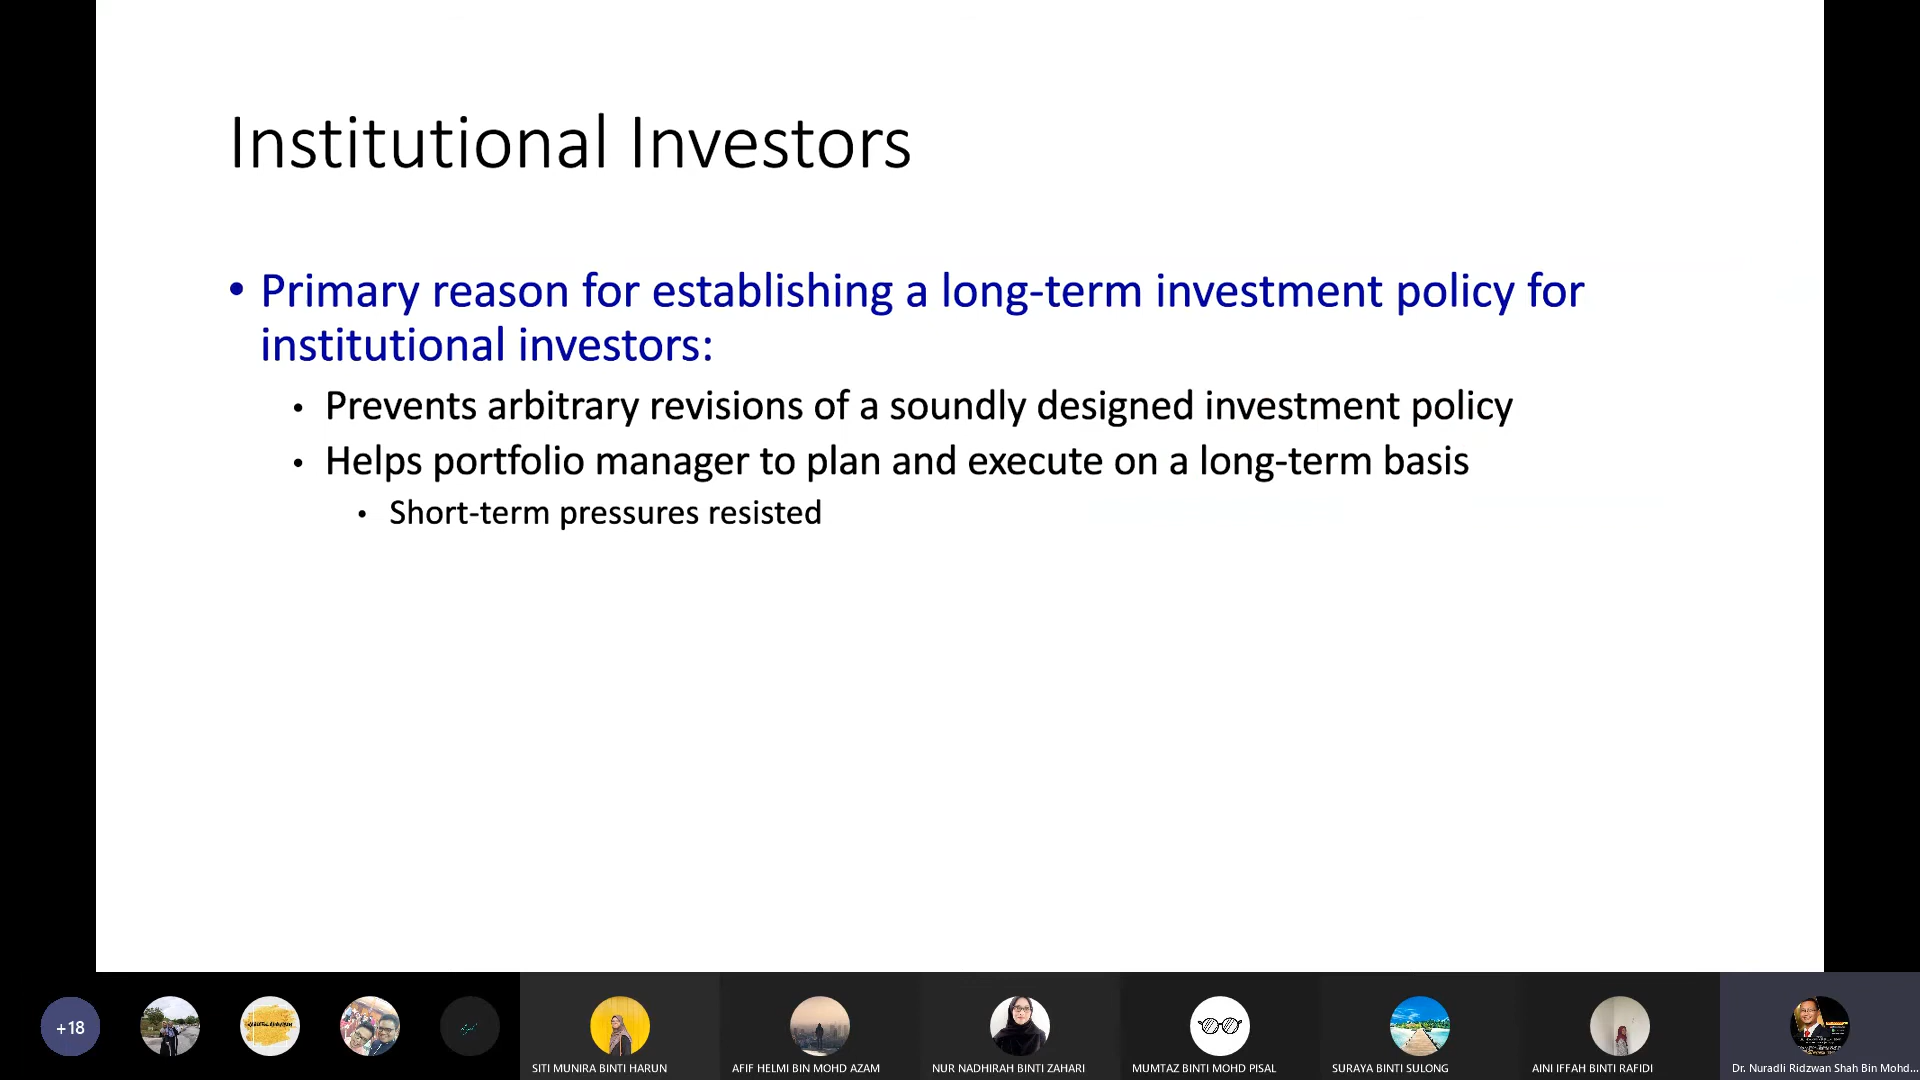 Institutional Investors
• Primary reason for establishing a long-term investment policy for
institutional investors:
• Prevents arbitrary revisions of a soundly designed investment policy
• Helps portfolio manager to plan and execute on a long-term basis
• Short-term pressures resisted
+18
SITI MUNIRA BINTI HARUN
AFIF HELMI BIN MOHD AZAM
NUR NADHIRAH BINTI ZAHARI
MUMTAZ BINTI MOHD PISAL
SURAYA BINTI SULONG
AINI IFFAH BINTI RAFIDI
Dr. Nuradli Ridzwan Shah Bin Mohd...